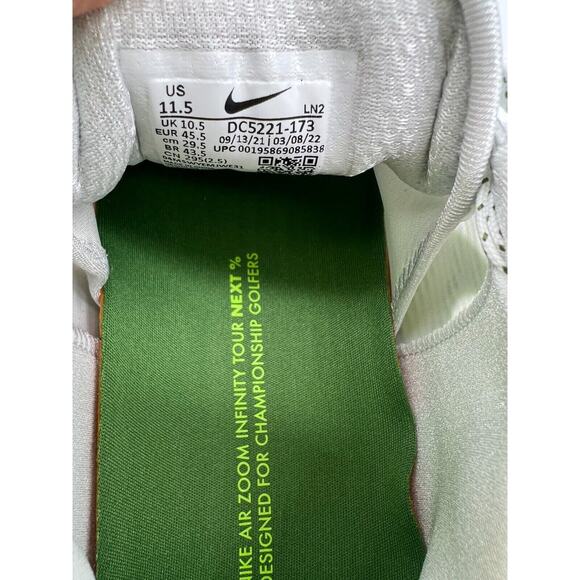 US
11.5
LN2
UK 10.5
EUR 45.5
cm 29.5
BR 43.5
CN 295(2.5)
DC5221-173
09/13/21 | 03/08/22
UPC 00195869085838
NIKE AIR ZOOM INFINITY TOUR NEXT %
DESIGNED FOR CHAMPIONSHIP GOLFERS